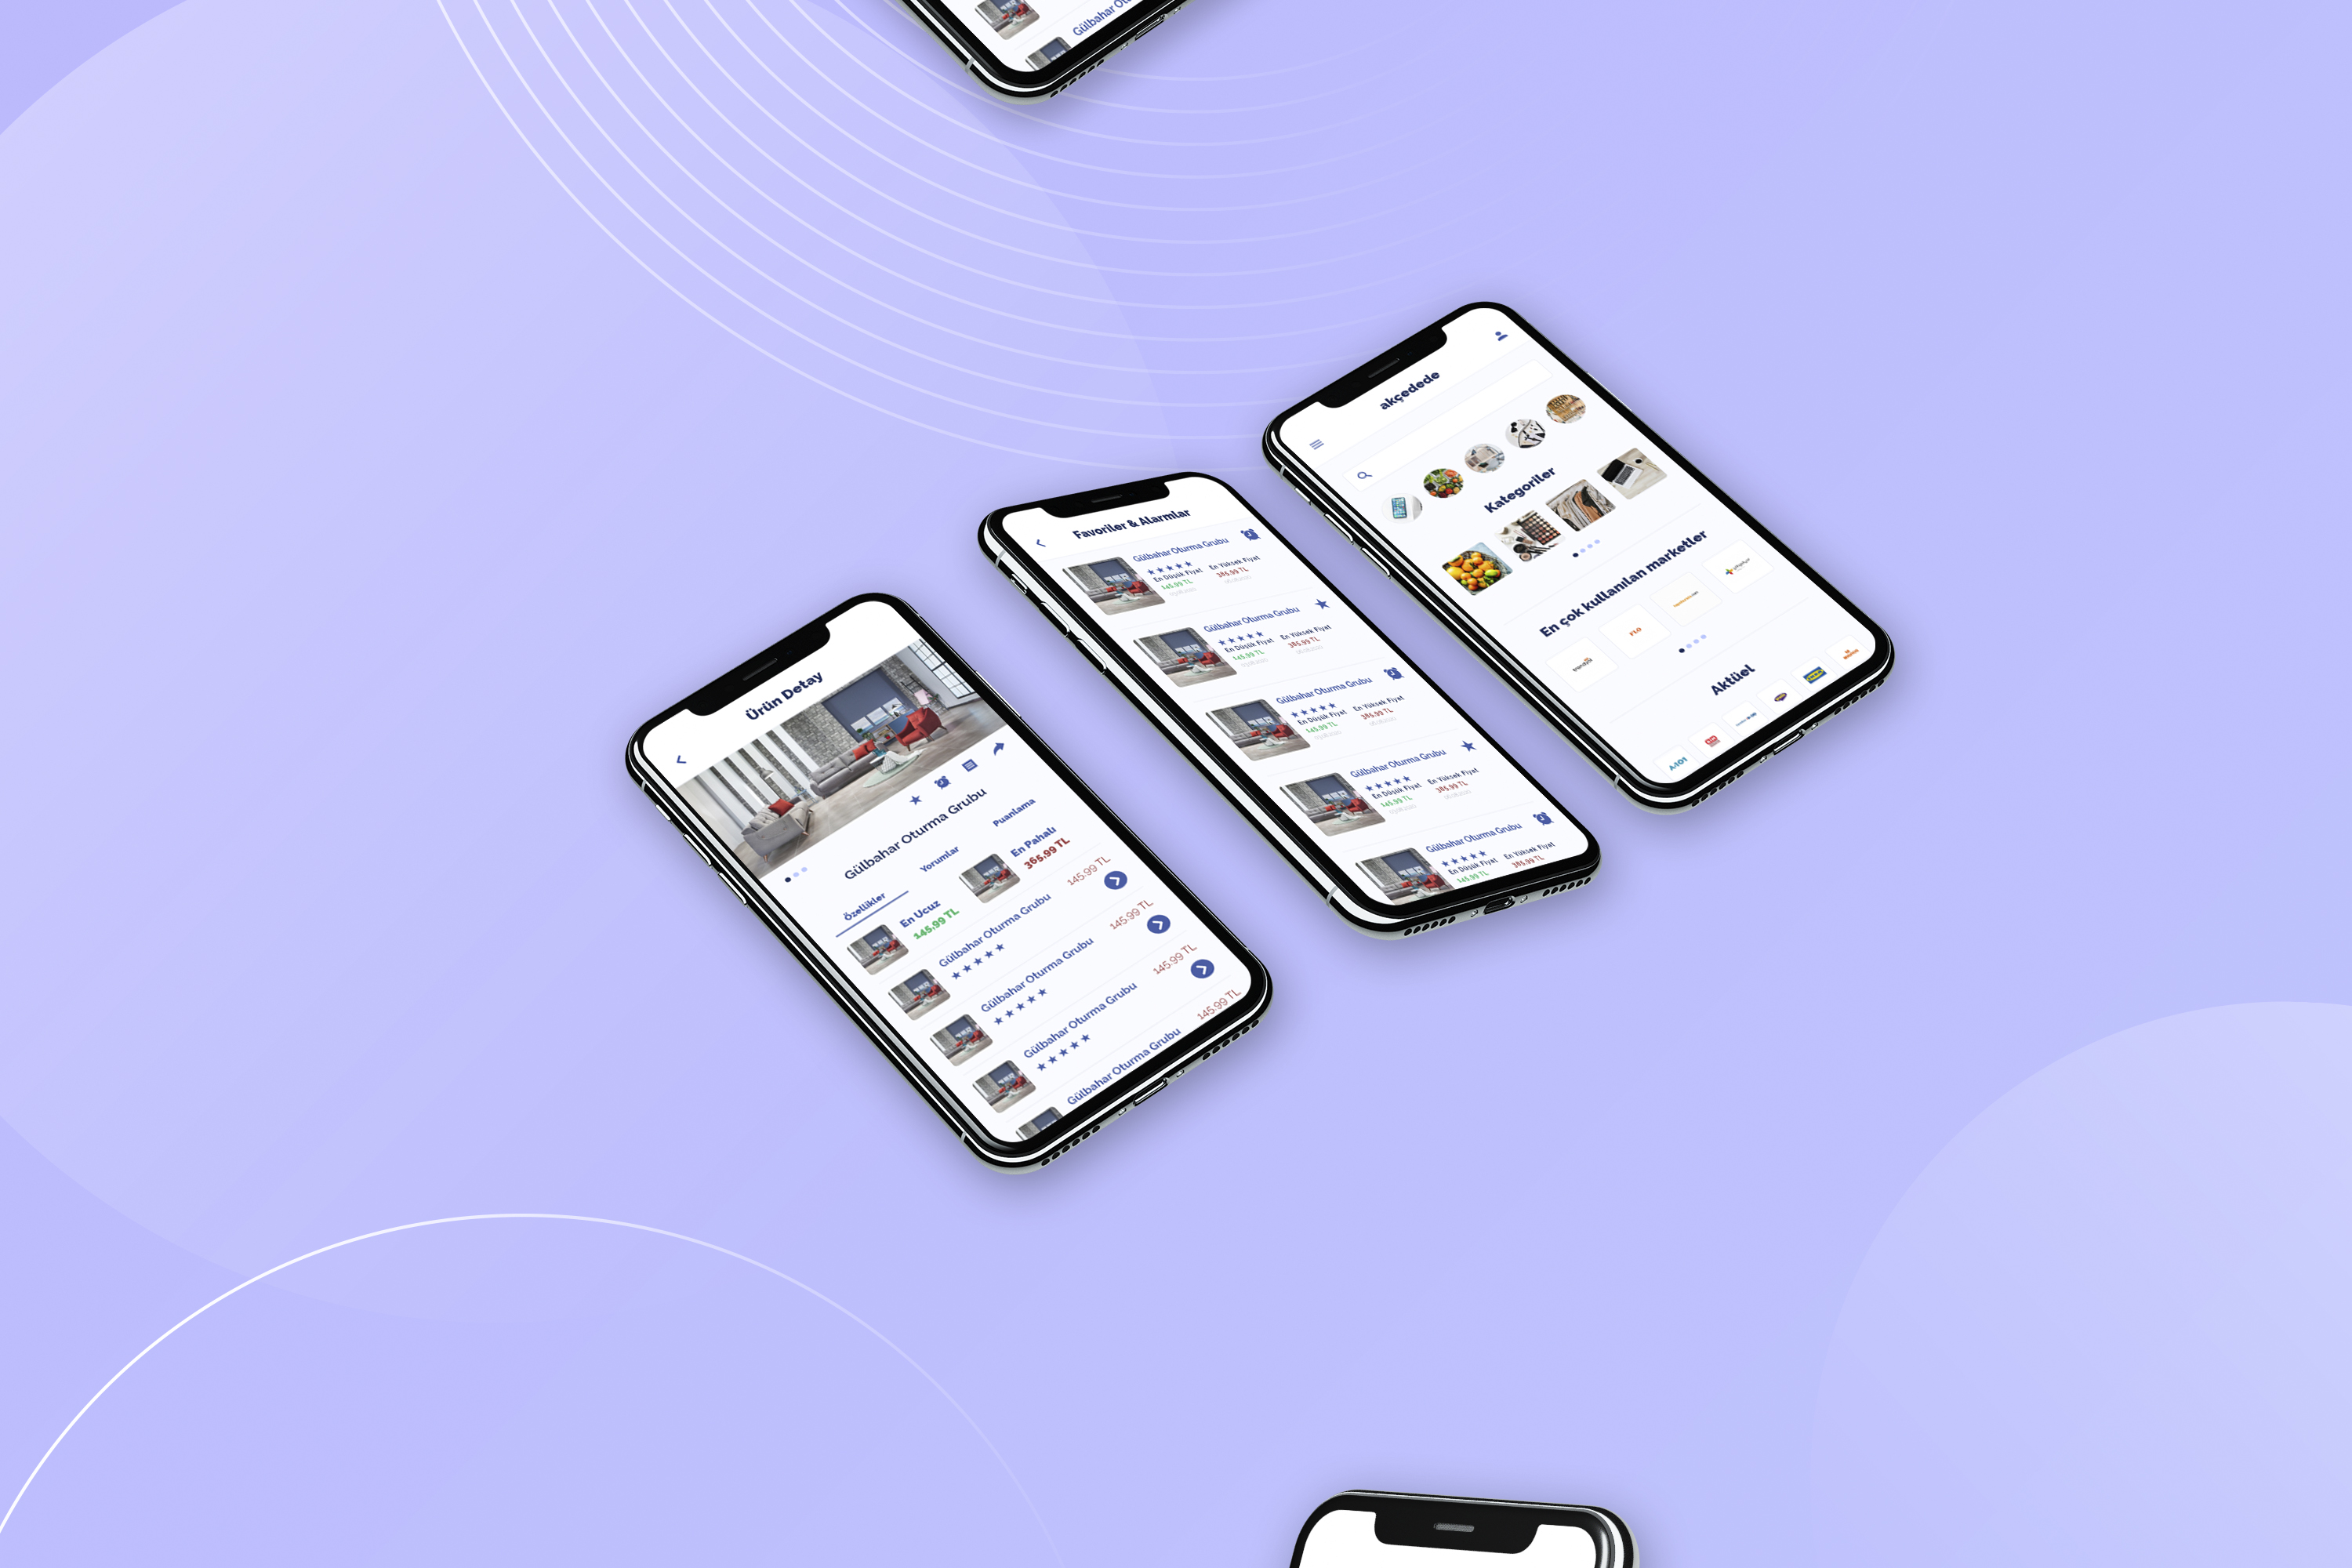 Gülbahar Otu
akçedede
Kategoriler
En çok kullanılan marketler
FLO
Aktüel
A101
IKEA
Favoriler & Alarmlar
Gülbahar Oturma Grubu
En Düşük Fiyat
En Yüksek Fiyat
145.99 TL
385.99 TL
Gülbahar Oturma Grubu
En Düşük Fiyat
En Yüksek Fiyat
145.99 TL
385.99 TL
Gülbahar Oturma Grubu
En Düşük Fiyat
En Yüksek Fiyat
145.99 TL
385.99 TL
Gülbahar Oturma Grubu
En Düşük Fiyat
En Yüksek Fiyat
145.99 TL
385.99 TL
Gülbahar Oturma Grubu
En Düşük Fiyat
En Yüksek Fiyat
145.99 TL
385.99 TL
Ürün Detay
Gülbahar Oturma Grubu
Özellikler
Yorumlar
Puanlama
En Ucuz
145.99 TL
En Pahalı
365.99 TL
Gülbahar Oturma Grubu
145.99 TL
Gülbahar Oturma Grubu
145.99 TL
Gülbahar Oturma Grubu
145.99 TL
Gülbahar Oturma Grubu
145.99 TL